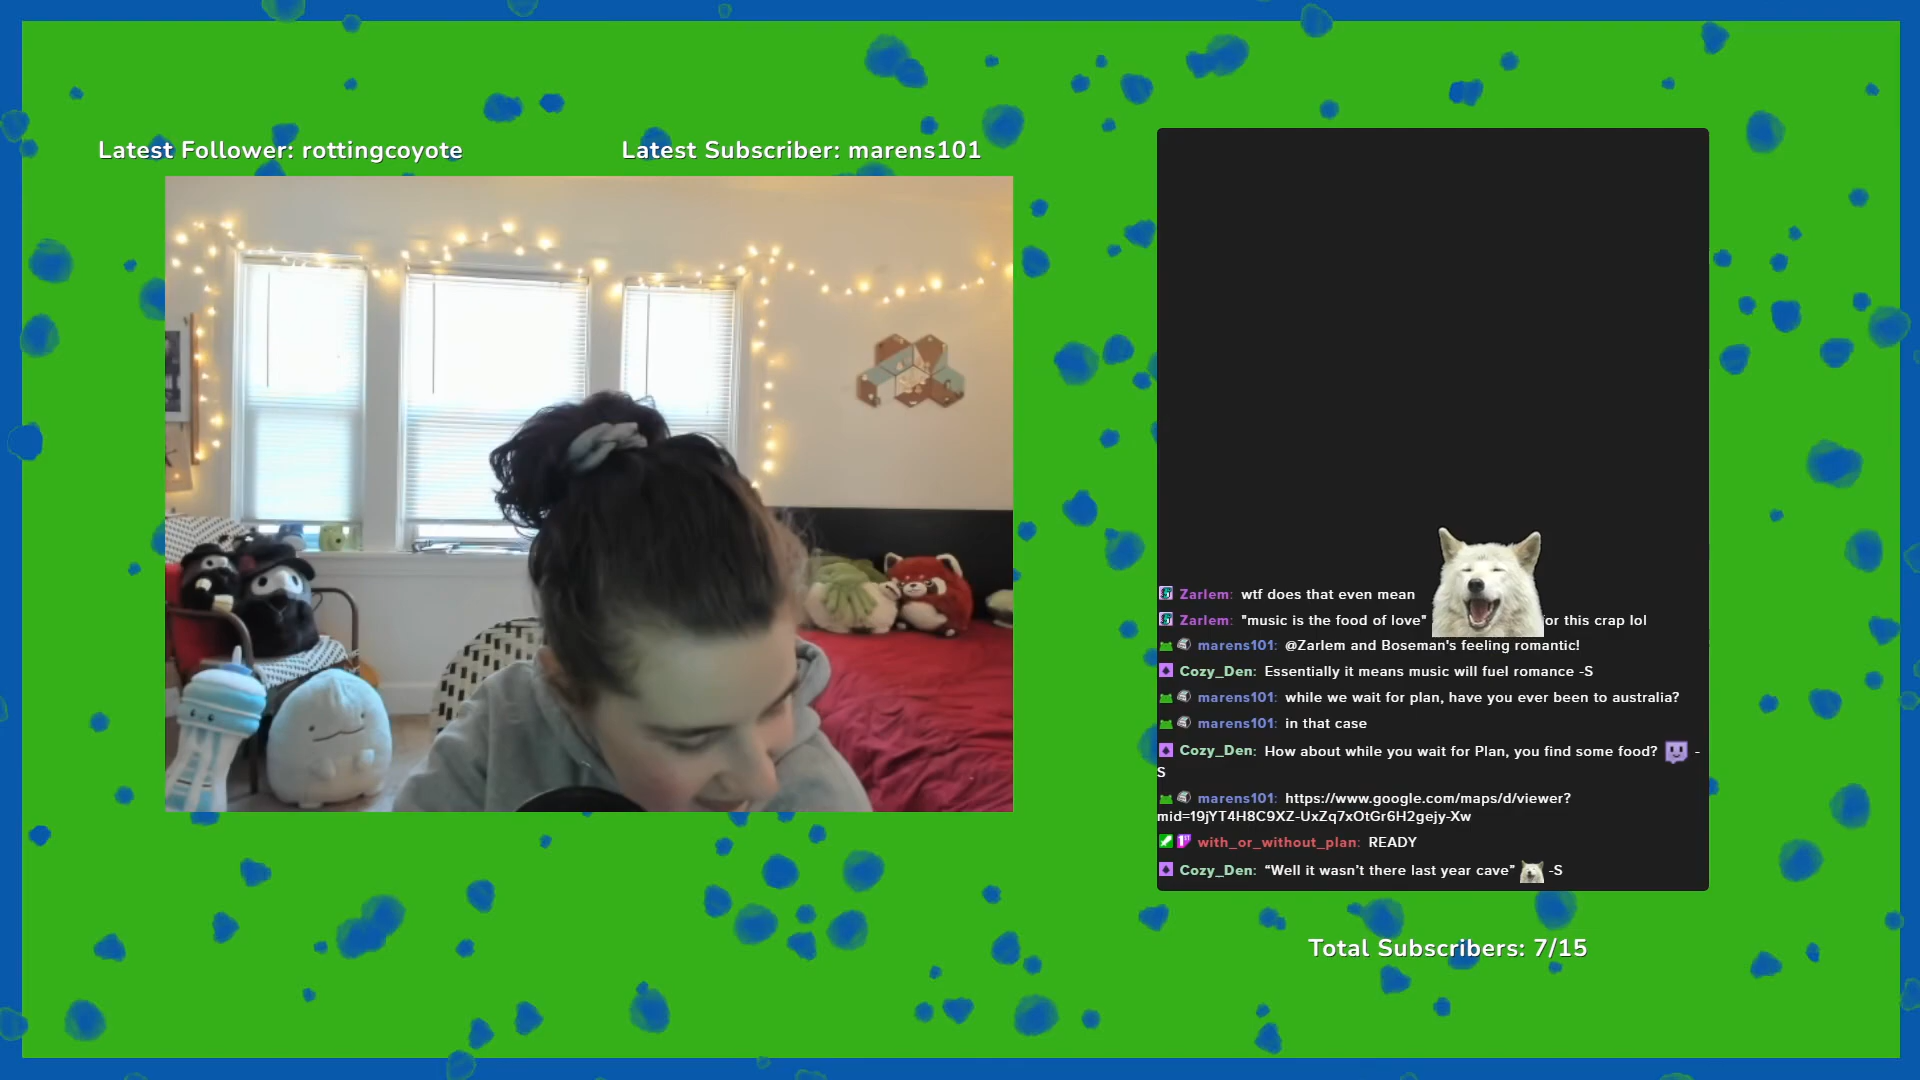 Latest Follower: rottingcoyote
Latest Subscriber: marens101
Zarlem: wtf does that even mean
Zarlem: "music is the food of love" or this crap lol
marens101: @Zarlem and Boseman's feeling romantic!
Cozy_Den: Essentially it means music will fuel romance -S
marens101: while we wait for plan, have you ever been to australia?
marens101: in that case
Cozy_Den: How about while you wait for Plan, you find some food? -
S
marens101: https://www.google.com/maps/d/viewer?
mid=19jYT4H8C9XZ-UxZq7xOtGr6H2gejy-Xw
with_or_without_plan: READY
Cozy_Den: “Well it wasn’t there last year cave” -S
Total Subscribers: 7/15